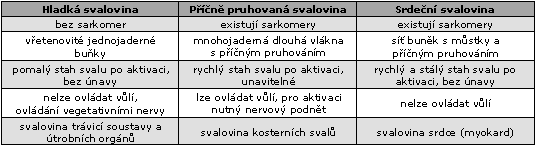 Hladká svalovina Příčně pruhovaná svalovina Srdeční svalovina
bez sarkomer existují sarkomery existují sarkomery
vřetenovité jednojaderné buňky
mnohojaderná dlouhá vlákna s příčným pruhováním
síť buněk s můstky a příčným pruhováním
pomalý stah svalu po aktivaci, bez únavy
rychlý stah svalu po aktivaci, unavitelné
rychlý a stálý stah svalu po aktivaci, bez únavy
nelze ovládat vůlí, ovládání vegetativními nervy
lze ovládat vůlí, pro aktivaci nutný nervový podnět
nelze ovládat vůlí
svalovina trávicí soustavy a útrobních orgánů
svalovina kosterních svalů
svalovina srdce (myokard)